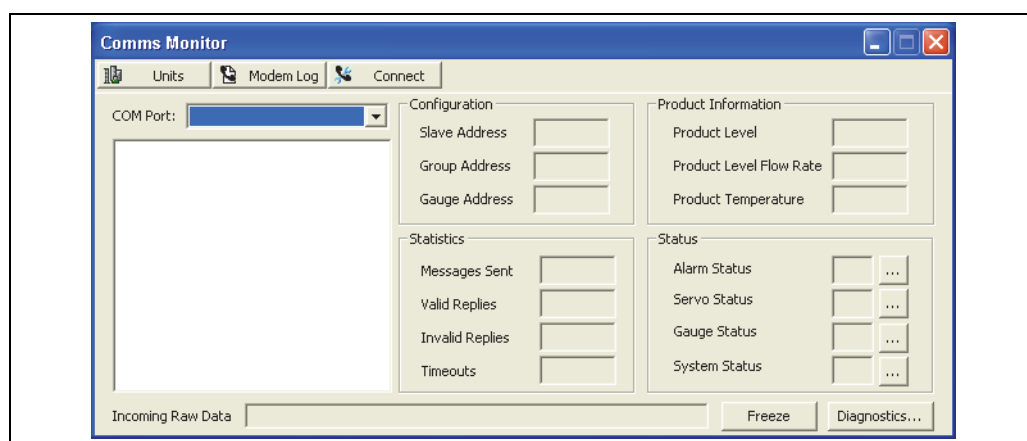 Comms Monitor
Units Modem Log Connect
COM Port:
Configuration
Slave Address
Group Address
Gauge Address
Product Information
Product Level
Product Level Flow Rate
Product Temperature
Statistics
Messages Sent
Valid Replies
Invalid Replies
Timeouts
Status
Alarm Status ...
Servo Status ...
Gauge Status ...
System Status ...
Incoming Raw Data Freeze Diagnostics...